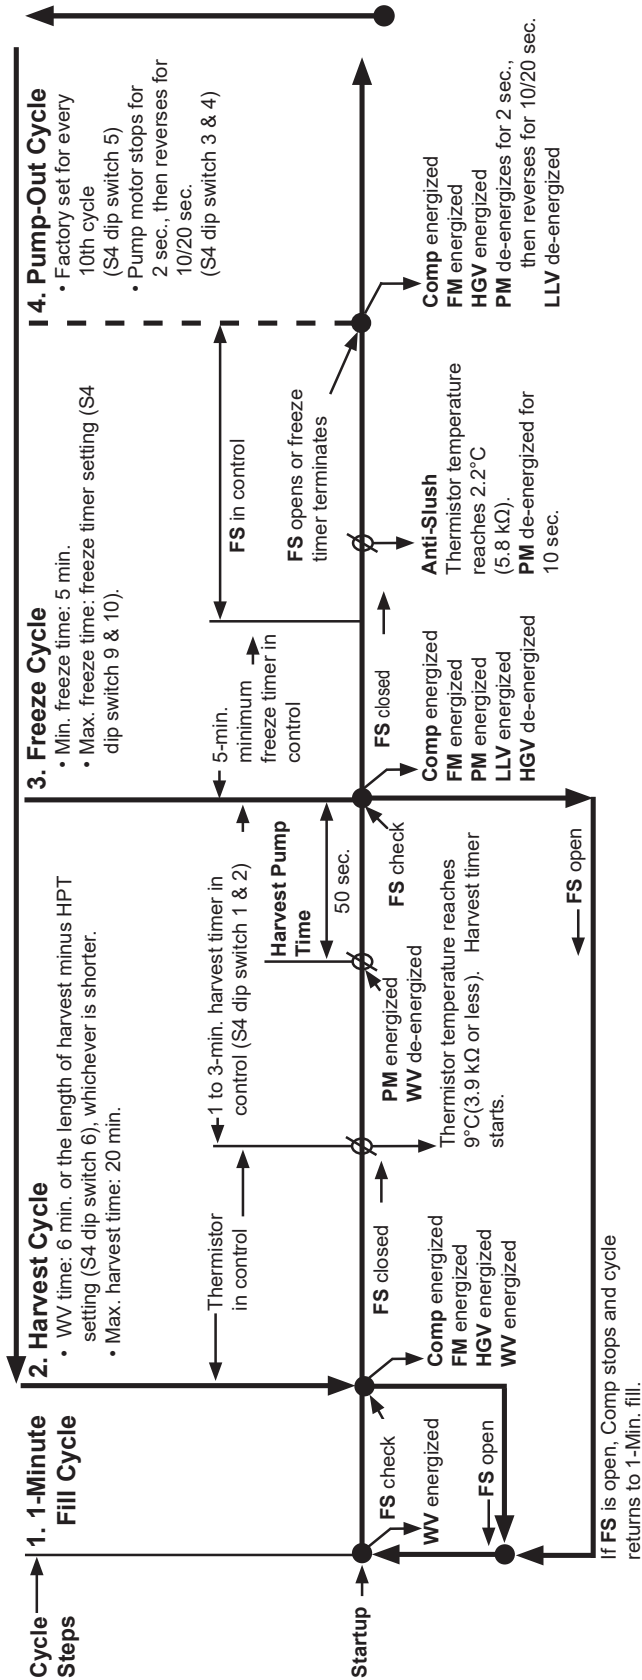 Cycle
Steps
1. 1-Minute
Fill Cycle
2. Harvest Cycle
• WV time: 6 min. or the length of harvest minus HPT
setting (S4 dip switch 6), whichever is shorter.
• Max. harvest time: 20 min.
3. Freeze Cycle
• Min. freeze time: 5 min.
• Max. freeze time: freeze timer setting (S4
dip switch 9 & 10).
4. Pump-Out Cycle
• Factory set for every
10th cycle
(S4 dip switch 5)
• Pump motor stops for
2 sec., then reverses for
10/20 sec.
(S4 dip switch 3 & 4)
Thermistor
in control
1 to 3-min. harvest timer in
control (S4 dip switch 1 & 2)
Harvest Pump
Time
50 sec.
5-min.
minimum
freeze timer in
control
FS in control
FS opens or freeze
timer terminates
Startup
FS check
WV energized
FS closed
PM energized
WV de-energized
FS check
FS closed
Comp energized
FM energized
HGV energized
WV energized
Thermistor temperature reaches
9°C(3.9 kΩ or less). Harvest timer
starts.
Comp energized
FM energized
PM energized
LLV energized
HGV de-energized
Anti-Slush
Thermistor temperature
reaches 2.2°C
(5.8 kΩ).
PM de-energized for
10 sec.
Comp energized
FM energized
HGV energized
PM de-energizes for 2 sec.,
then reverses for 10/20 sec.
LLV de-energized
FS open
FS open
If FS is open, Comp stops and cycle
returns to 1-Min. fill.